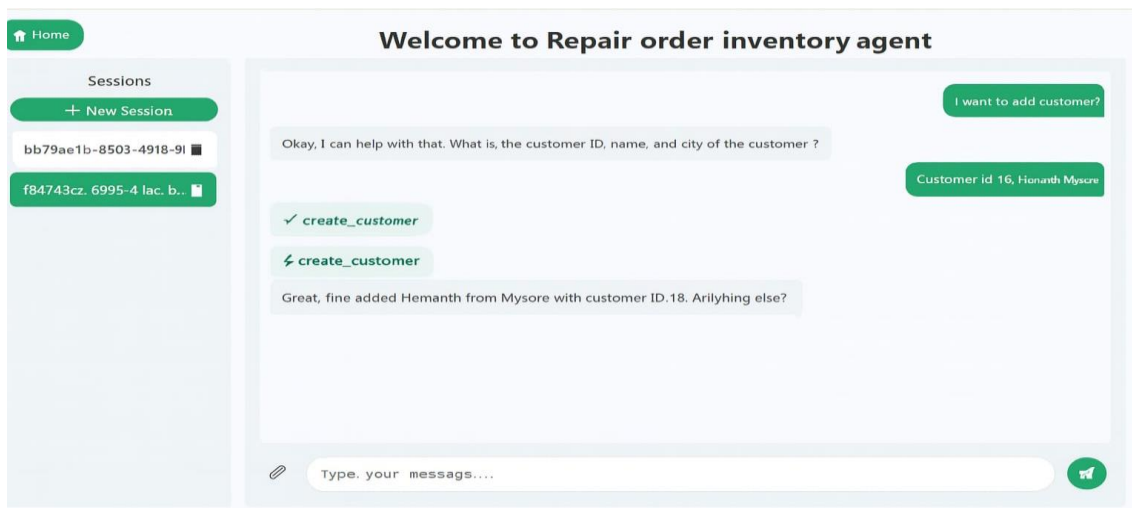 Home
Welcome to Repair order inventory agent
Sessions
+ New Session
bb79ae1b-8503-4918-9
f84743cz. 6995-4 lac. b...
I want to add customer?
Okay, I can help with that. What is, the customer ID, name, and city of the customer ?
Customer id 16, Myscre
✓ create_customer
create_customer
Great, fine added Hemanth from Mysore with customer ID.18. Arilyhing else?
Type. your messags....